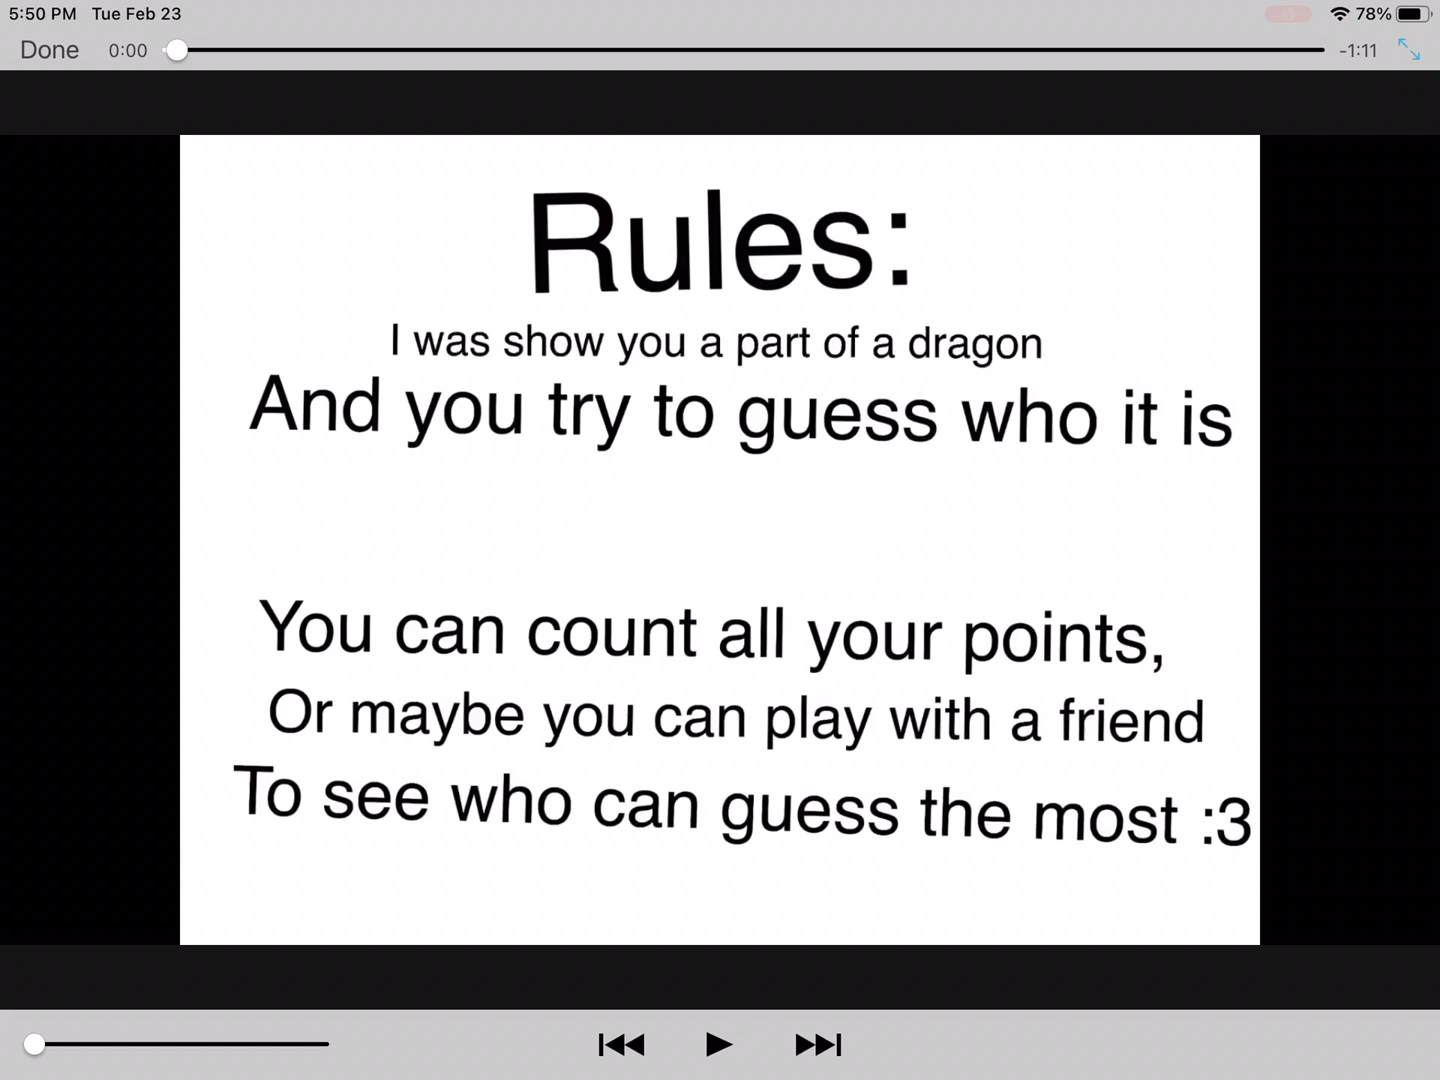 5:50 PM Tue Feb 23 78%
Done 0:00 -1:11
Rules:
I was show you a part of a dragon
And you try to guess who it is
You can count all your points,
Or maybe you can play with a friend
To see who can guess the most :3